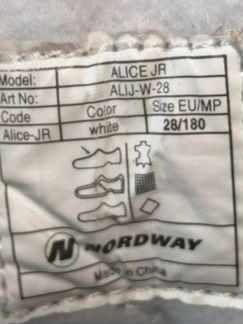 Model: ALICE JR
Art No: ALIJ-W-28
Code Color Size EU/MP
Alice-JR white 28/180
N NORDWAY
Made in China